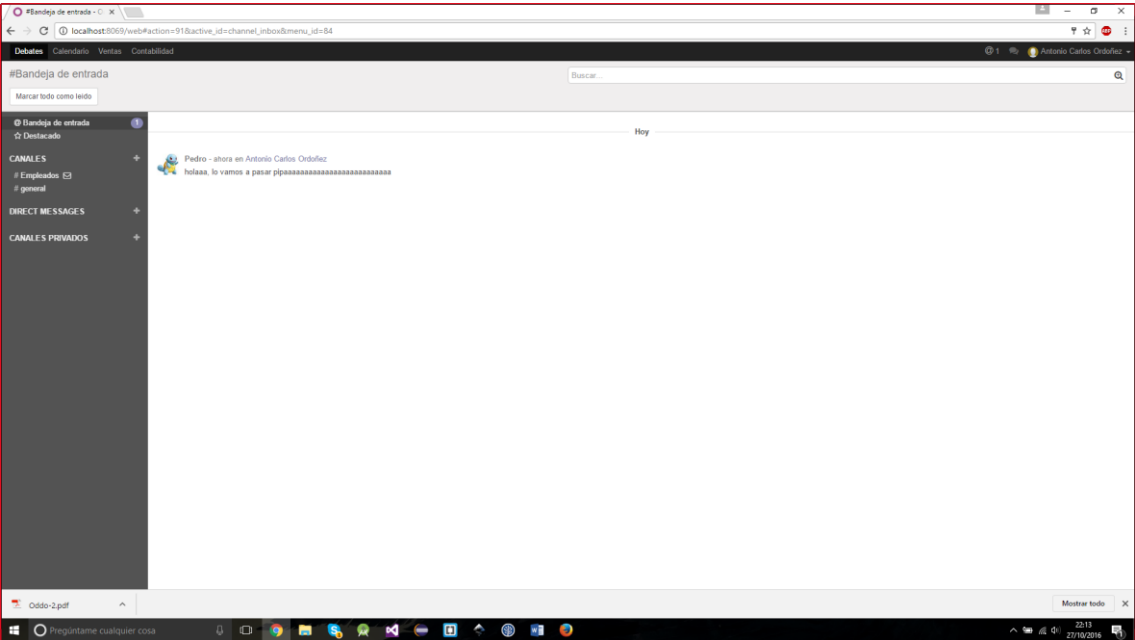 #Bandeja de entrada - O
localhost:8069/web#action=91&active_id=channel_inbox&menu_id=84
ABP
Debates Calendario Ventas Contabilidad
@ 1 Antonio Carlos Ordoñez
#Bandeja de entrada
Buscar...
Marcar todo como leído
@ Bandeja de entrada 1
Destacado
CANALES +
# Empleados
# general
DIRECT MESSAGES +
CANALES PRIVADOS +
Hoy
Pedro - ahora en Antonio Carlos Ordoñez
holaaa, lo vamos a pasar pipaaaaaaaaaaaaaaaaaaaaaaaaaa
Oddo-2.pdf
Mostrar todo
Pregúntame cualquier cosa
22:13
27/10/2016